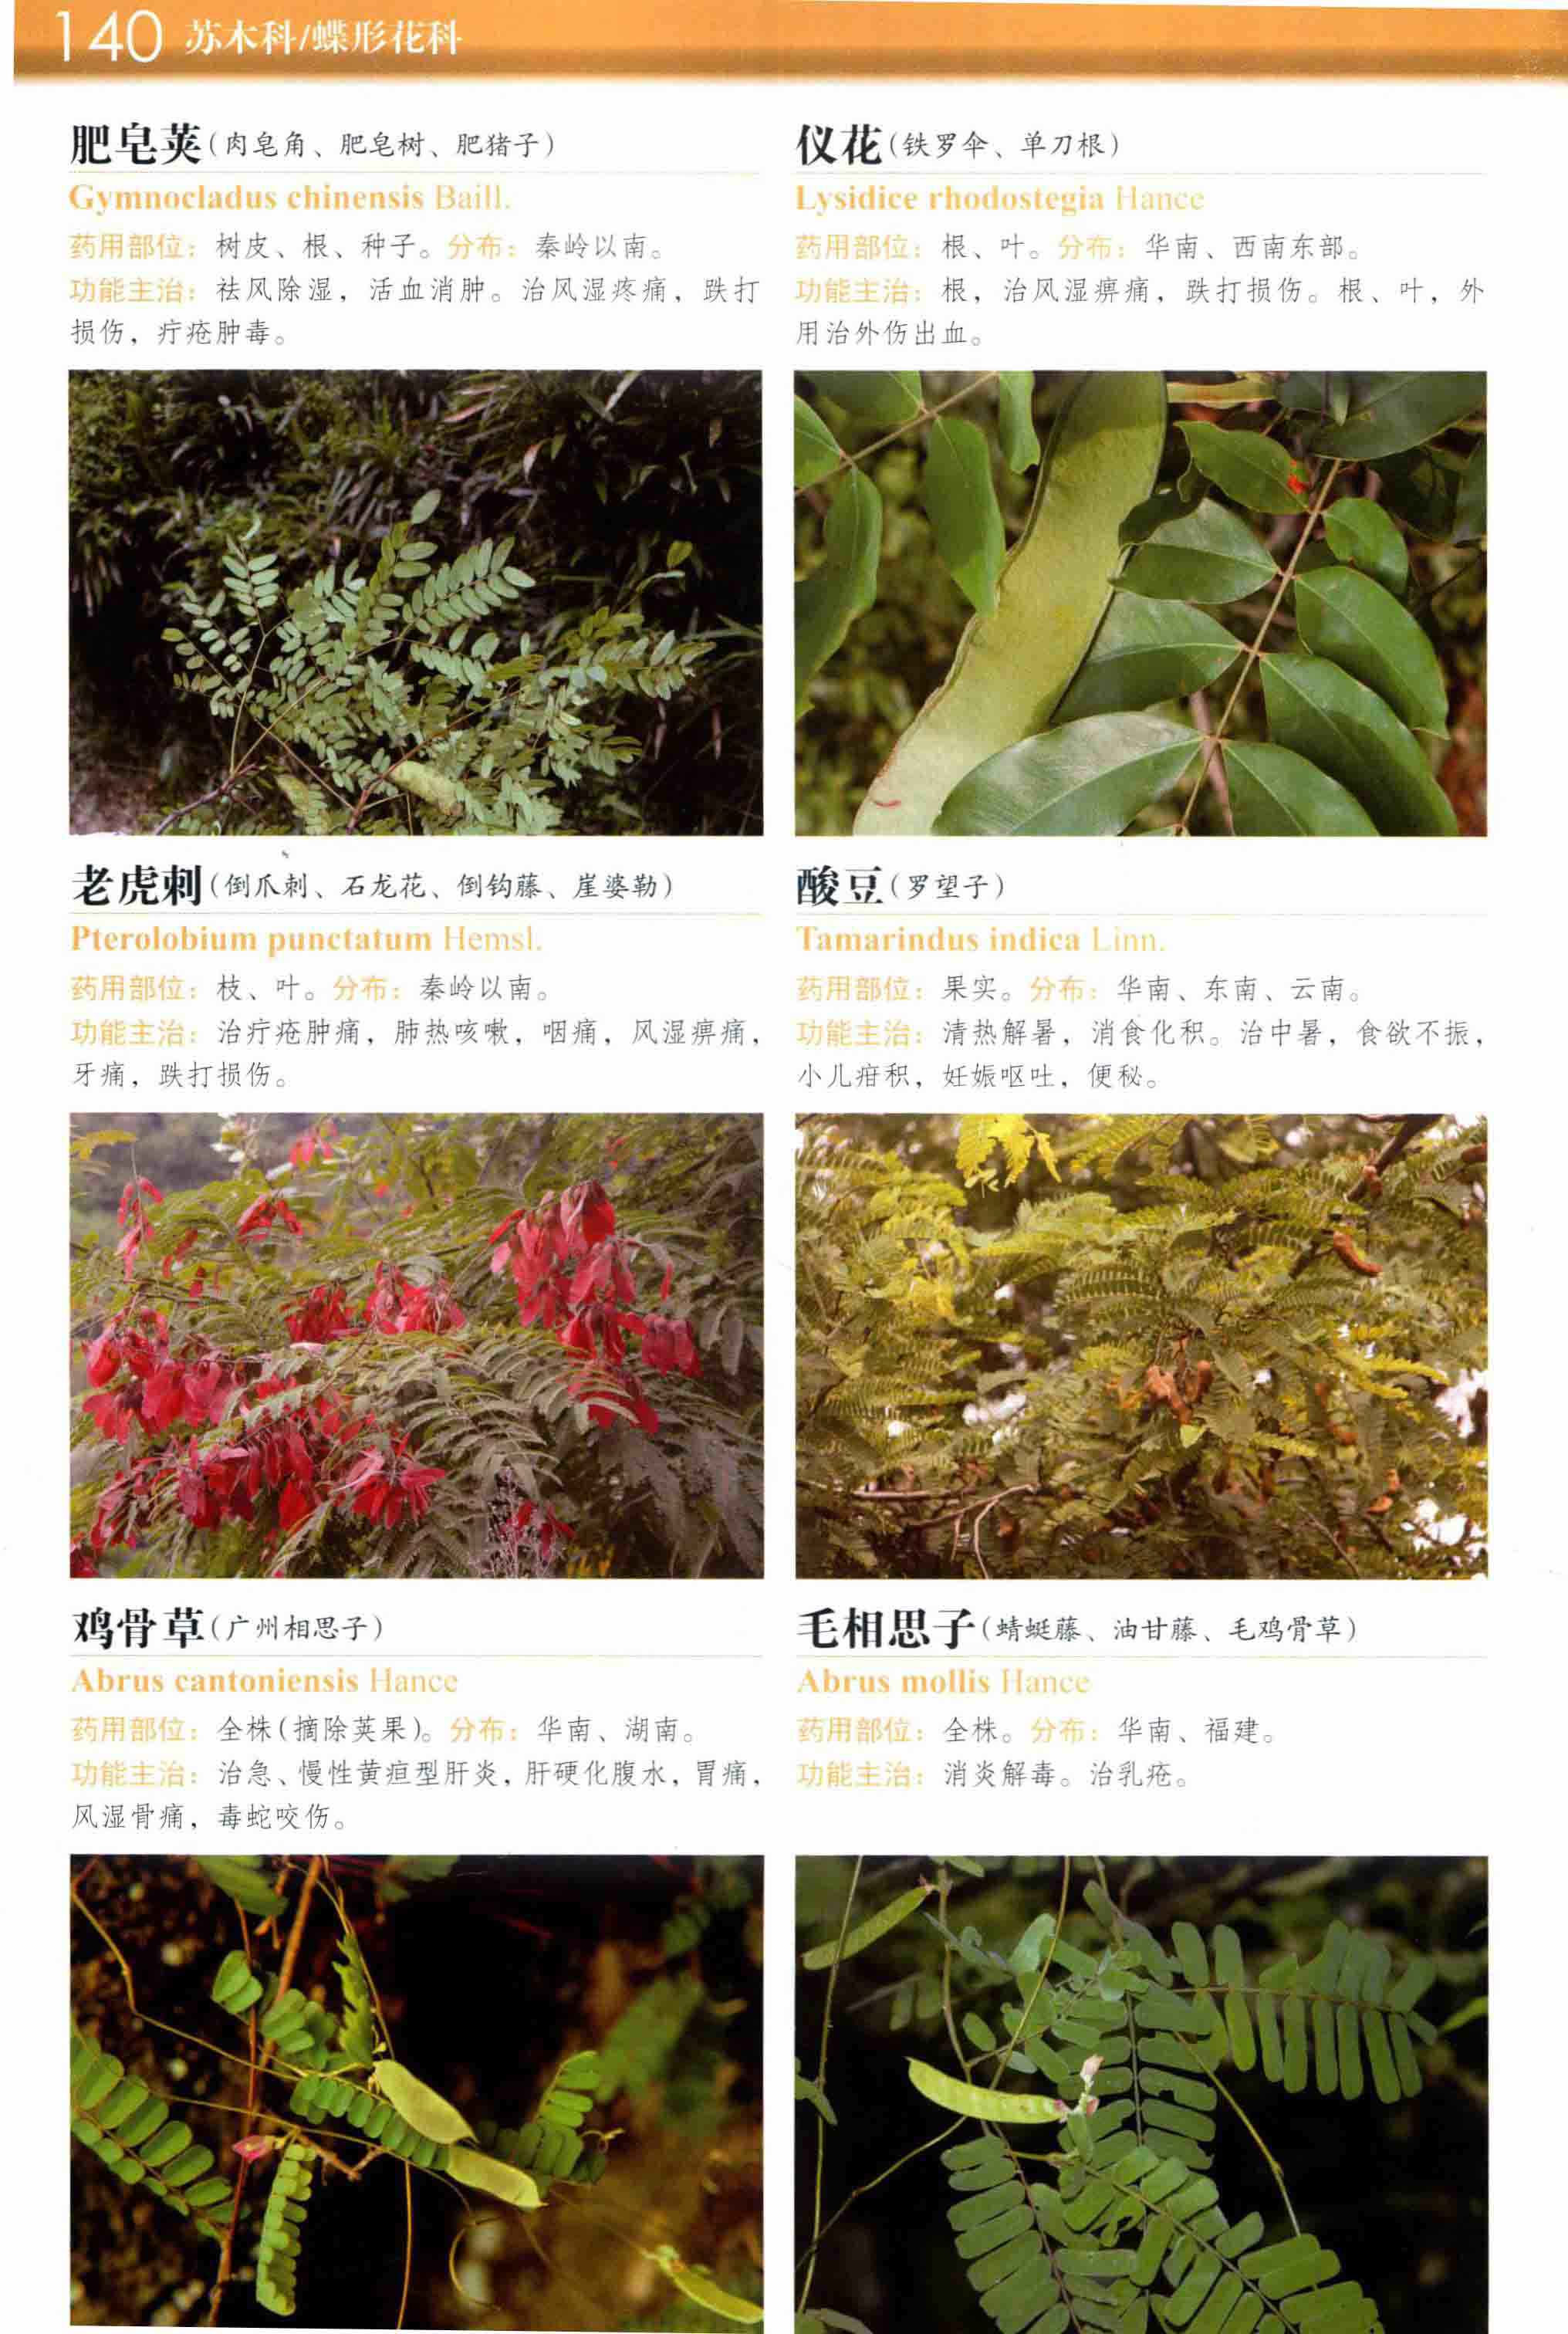 140 苏木科/蝶形花科
肥皂荚(肉皂角、肥皂树、肥猪子)
Gymnocladus chinensis Baill.
药用部位：树皮、根、种子。分布：秦岭以南。
功能主治：祛风除湿，活血消肿。治风湿疼痛，跌打
损伤，疔疮肿毒。
仪花(铁罗伞、单刀根)
Lysidice rhodostegia Hance
药用部位：根、叶。分布：华南、西南东部。
功能主治：根，治风湿痹痛，跌打损伤。根、叶，外
用治外伤出血。
老虎刺(倒爪刺、石龙花、倒钩藤、崖婆勒)
Pterolobium punctatum Hemsl.
药用部位：枝、叶。分布：秦岭以南。
功能主治：治疗疮肿痛，肺热咳嗽，咽痛，风湿痹痛，
牙痛，跌打损伤。
酸豆(罗望子)
Tamarindus indica Linn.
药用部位：果实。分布：华南、东南、云南。
功能主治：清热解暑，消食化积。治中暑，食欲不振，
小儿疳积，妊娠呕吐，便秘。
鸡骨草(广州相思子)
Abrus cantoniensis Hance
药用部位：全株(摘除荚果)。分布：华南、湖南。
功能主治：治急、慢性黄疸型肝炎，肝硬化腹水，胃痛，
风湿骨痛，毒蛇咬伤。
毛相思子(蜻蜓藤、油甘藤、毛鸡骨草)
Abrus mollis Hance
药用部位：全株。分布：华南、福建。
功能主治：消炎解毒。治乳疮。